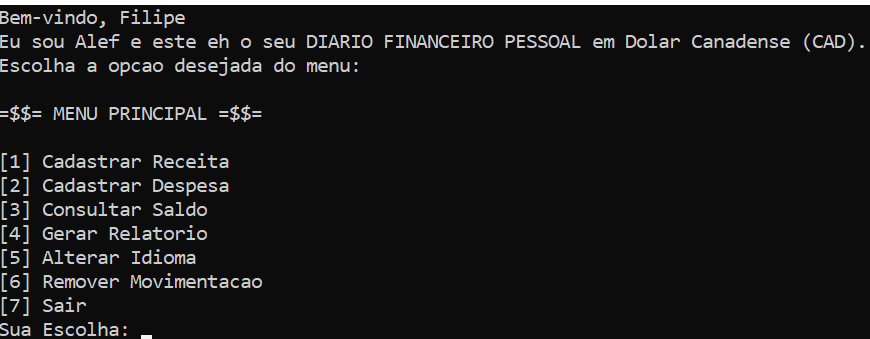 Bem-vindo, Filipe
Eu sou Alef e este eh o seu DIARIO FINANCEIRO PESSOAL em Dolar Canadense (CAD).
Escolha a opcao desejada do menu:
=$$= MENU PRINCIPAL =$$=
[1] Cadastrar Receita
[2] Cadastrar Despesa
[3] Consultar Saldo
[4] Gerar Relatorio
[5] Alterar Idioma
[6] Remover Movimentacao
[7] Sair
Sua Escolha: